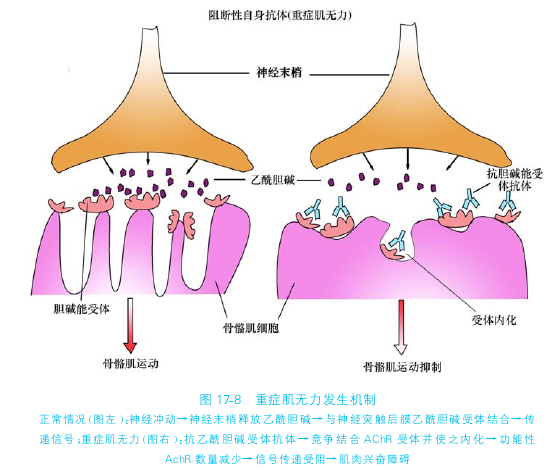 阻断性自身抗体(重症肌无力)
神经末梢
乙酰胆碱
抗胆碱能受
体抗体
胆碱能受体
骨骼肌细胞
受体内化
骨骼肌运动
骨骼肌运动抑制
图 17-8 重症肌无力发生机制
正常情况(图左):神经冲动→神经末梢释放乙酰胆碱→与神经突触后膜乙酰胆碱受体结合→传
递信号;重症肌无力(图右):抗乙酰胆碱受体抗体→竞争结合 AChR 受体并使之内化→功能性
AChR 数量减少→信号传递受阻→肌肉兴奋障碍